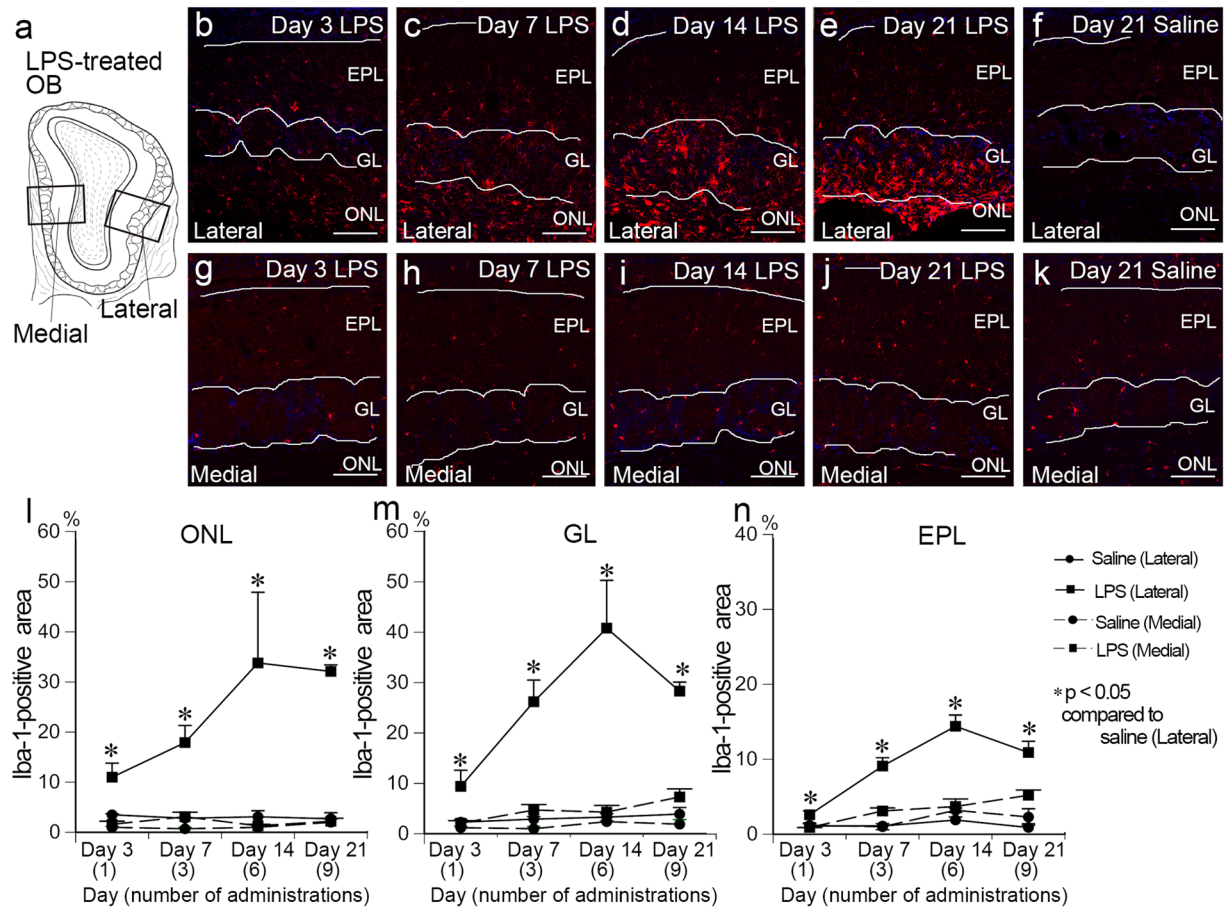 a
LPS-treated
OB
Medial
Lateral
b
Day 3 LPS
EPL
GL
ONL
Lateral
c
Day 7 LPS
EPL
GL
ONL
Lateral
d
Day 14 LPS
EPL
GL
ONL
Lateral
e
Day 21 LPS
EPL
GL
ONL
Lateral
f
Day 21 Saline
EPL
GL
ONL
Lateral
g
Day 3 LPS
EPL
GL
ONL
Medial
h
Day 7 LPS
EPL
GL
ONL
Medial
i
Day 14 LPS
EPL
GL
ONL
Medial
j
Day 21 LPS
EPL
GL
ONL
Medial
k
Day 21 Saline
EPL
GL
ONL
Medial
l
%
ONL
Iba-1-positive area
60
50
40
30
20
10
0
Day 3 Day 7 Day 14 Day 21
(1) (3) (6) (9)
Day (number of administrations)
* * * *
m
%
GL
Iba-1-positive area
60
50
40
30
20
10
0
Day 3 Day 7 Day 14 Day 21
(1) (3) (6) (9)
Day (number of administrations)
* * * *
n
%
EPL
Iba-1-positive area
40
30
20
10
0
Day 3 Day 7 Day 14 Day 21
(1) (3) (6) (9)
Day (number of administrations)
* * * *
Saline (Lateral)
LPS (Lateral)
Saline (Medial)
LPS (Medial)
* p < 0.05
compared to
saline (Lateral)